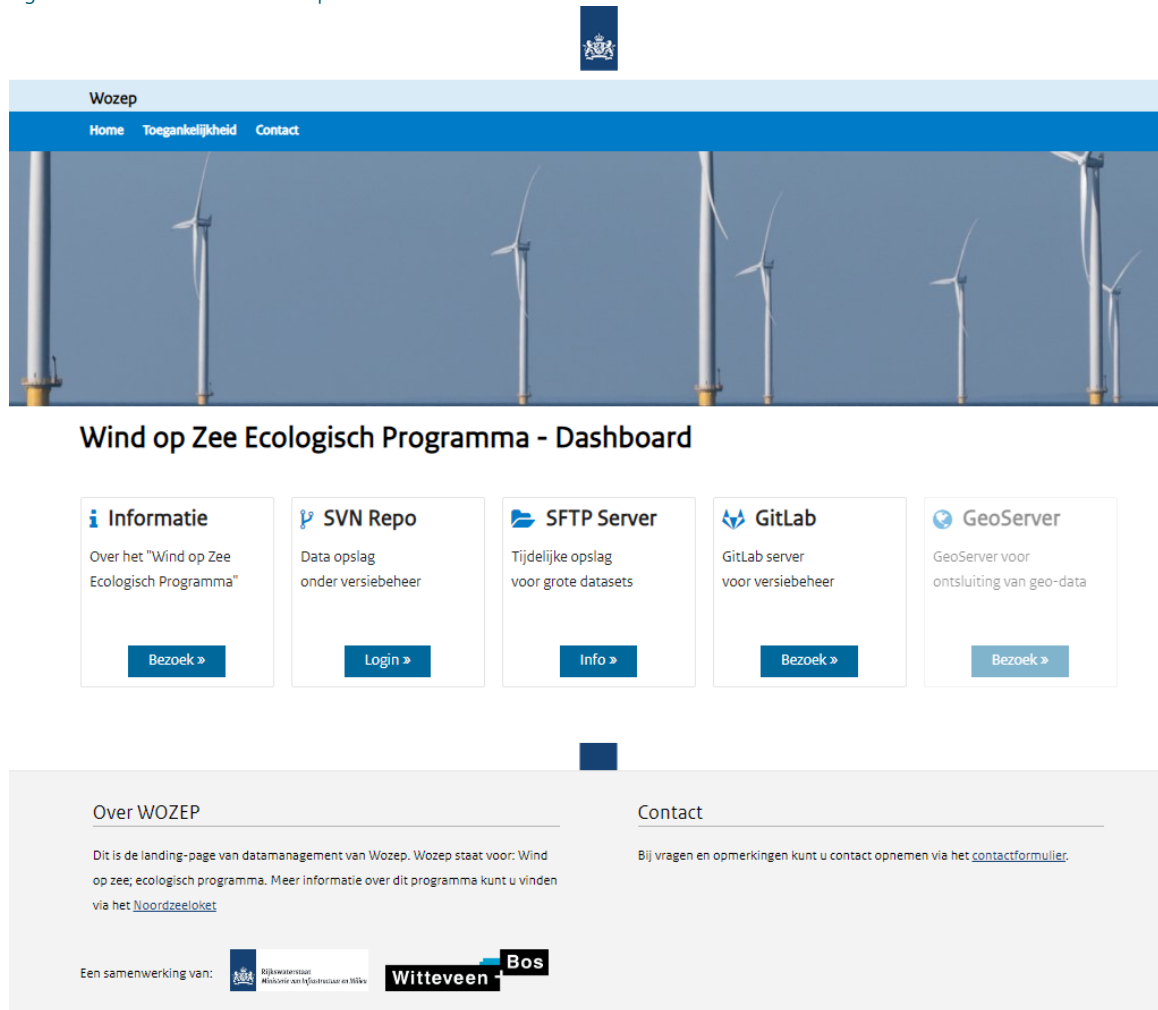 Wozep
Home Toegankelijkheid Contact
Wind op Zee Ecologisch Programma - Dashboard
Informatie
Over het "Wind op Zee
Ecologisch Programma"
Bezoek »
SVN Repo
Data opslag
onder versiebeheer
Login »
SFTP Server
Tijdelijke opslag
voor grote datasets
Info »
GitLab
GitLab server
voor versiebeheer
Bezoek »
GeoServer
GeoServer voor
ontsluiting van geo-data
Bezoek »
Over WOZEP
Dit is de landing-page van datamanagement van Wozep. Wozep staat voor: Wind
op zee; ecologisch programma. Meer informatie over dit programma kunt u vinden
via het Noordzeeloket
Contact
Bij vragen en opmerkingen kunt u contact opnemen via het contactformulier.
Een samenwerking van:
Rijkswaterstaat
Ministerie van Infrastructuur en Milieu
Witteveen + Bos